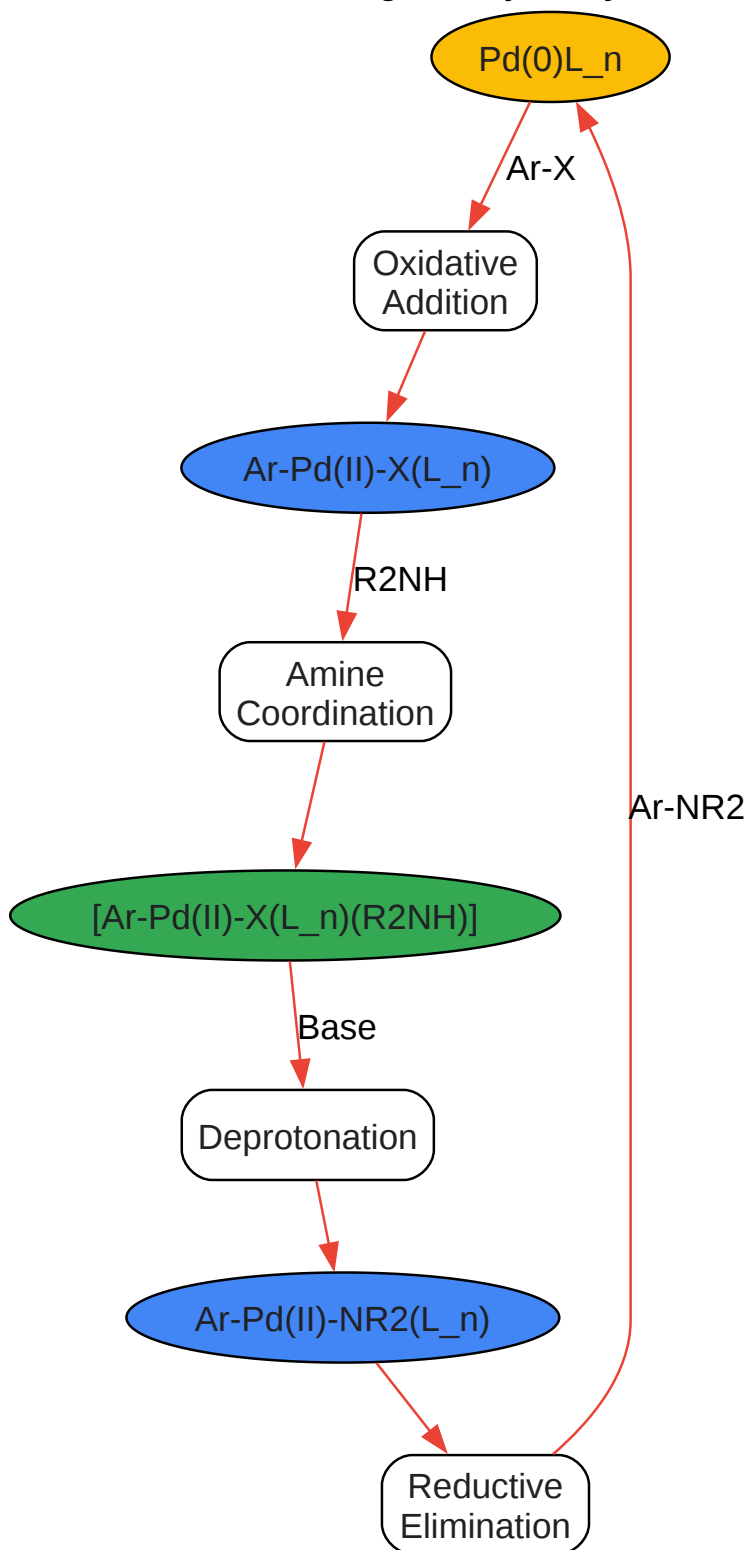 Pd(0)L_n
Ar-X
Oxidative
Addition
Ar-Pd(II)-X(L_n)
R2NH
Amine
Coordination
Ar-NR2
[Ar-Pd(II)-X(L_n)(R2NH)]
Base
Deprotonation
Ar-Pd(II)-NR2(L_n)
Reductive
Elimination